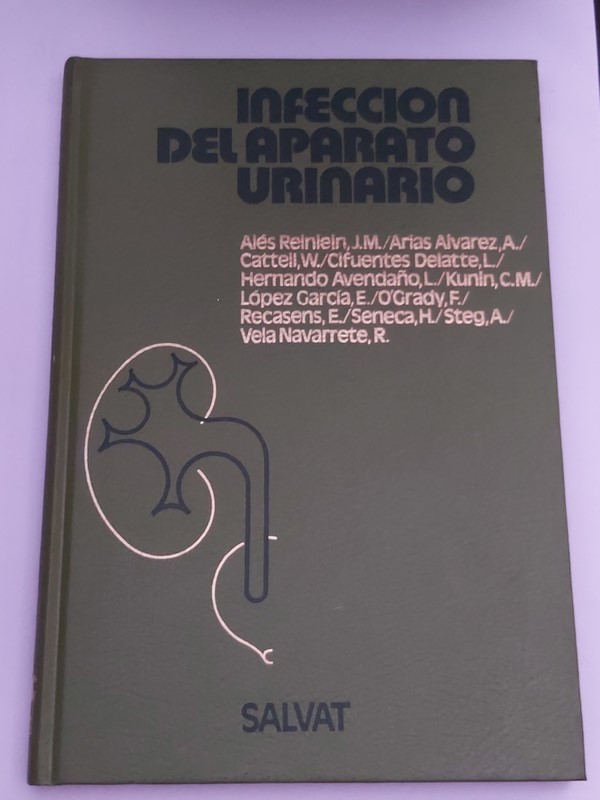 INFECCION
DEL APARATO
URINARIO
Alés Reinlein, J.M./Arias Alvarez, A./
Cattell, W./Cifuentes Delatte, L./
Hernando Avendaño, L./Kunin, C.M./
López García, E./O'Grady, F./
Recasens, E./Seneca, H./Steg, A./
Vela Navarrete, R.
SALVAT